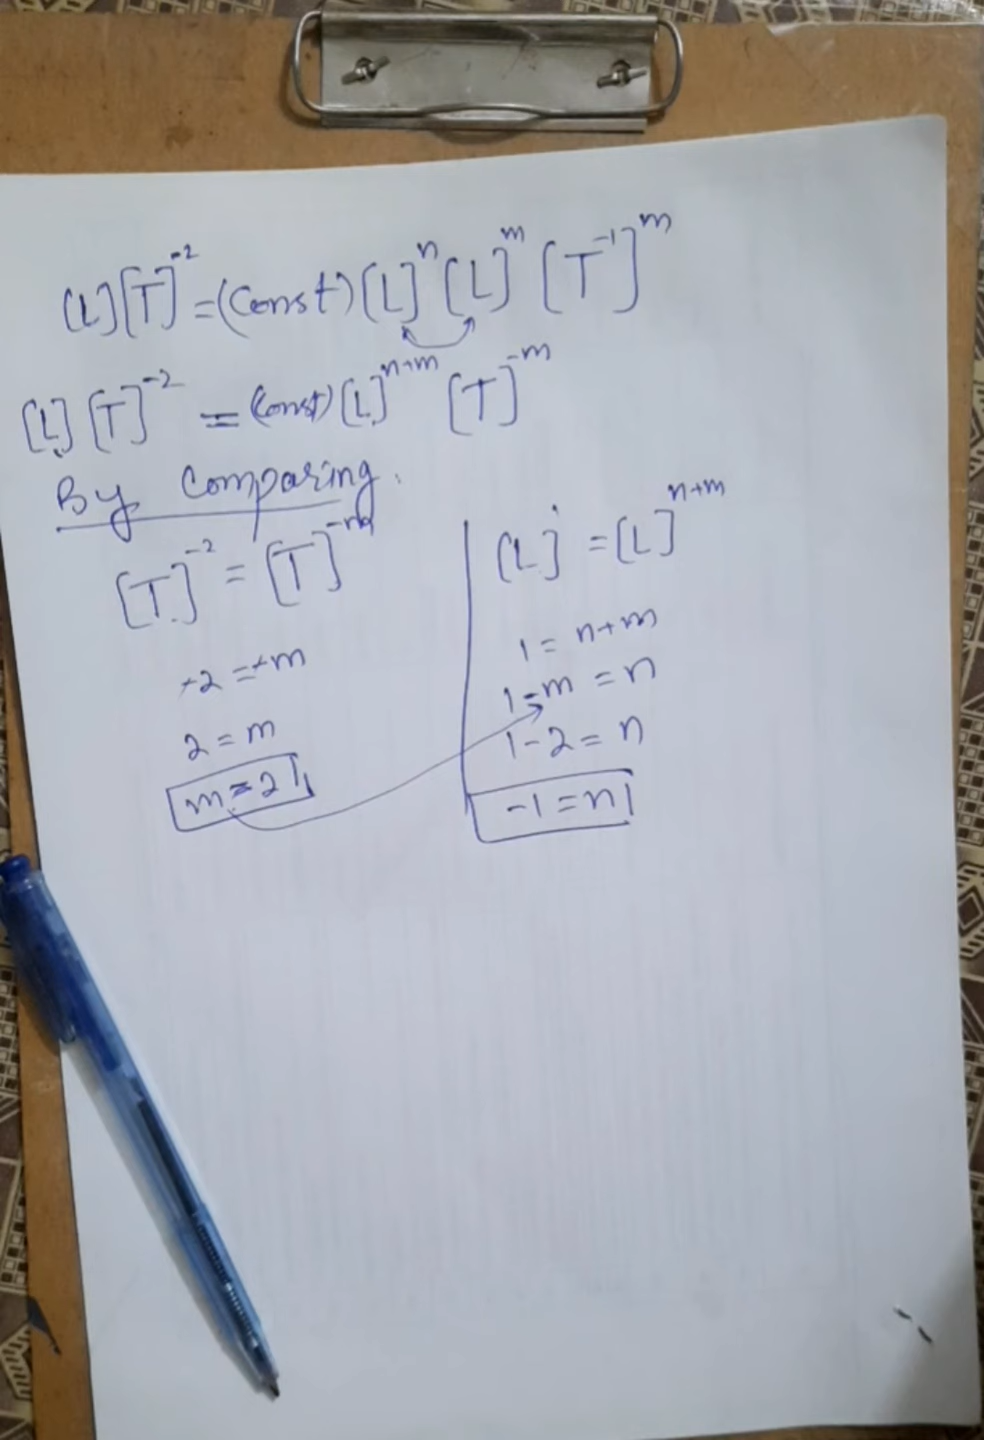 [L][T]⁻² = (Const) [L]ⁿ [L]ᵐ [T⁻¹]ᵐ
[L] [T]⁻² = (Const) [L]ⁿ⁺ᵐ [T]⁻ᵐ
By Comparing.
[T]⁻² = [T]⁻ᵐ
-2 = -m
2 = m
m = 2
[L]¹ = [L]ⁿ⁺ᵐ
1 = n+m
1-m = n
1-2 = n
-1 = n